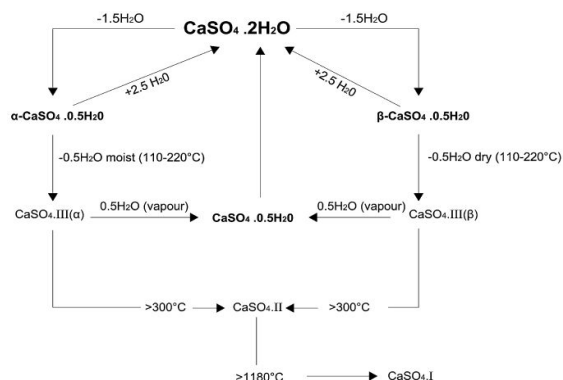 -1.5H₂O
-1.5H₂O
CaSO₄ .2H₂O
+2.5 H₂0
+2.5 H₂0
α-CaSO₄ .0.5H₂0
β-CaSO₄ .0.5H₂0
-0.5H₂O moist (110-220°C)
-0.5H₂O dry (110-220°C)
CaSO₄.III(α)
0.5H₂O (vapour)
CaSO₄ .0.5H₂0
0.5H₂O (vapour)
CaSO₄.III(β)
>300°C
CaSO₄.II
>300°C
>1180°C
CaSO₄.I